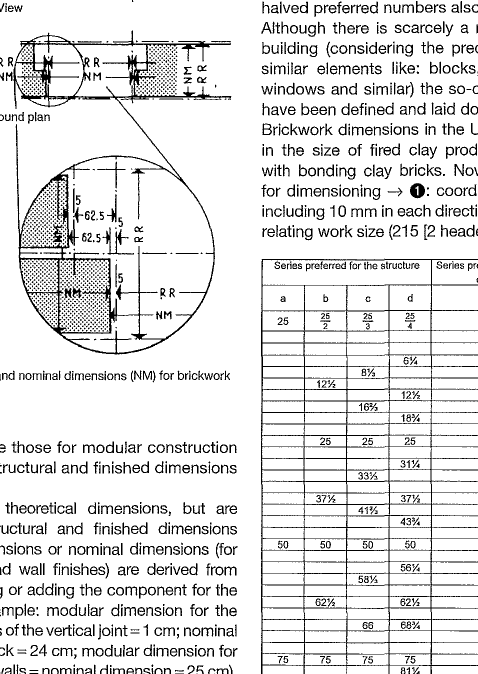 View
RR
RR
NM
NM
NM
RR
ound plan
5
62.5
5
62.5
NM
RR
5
NM
RR
NM
nd nominal dimensions (NM) for brickwork
e those for modular construction
tructural and finished dimensions
theoretical dimensions, but are
uctural and finished dimensions
nsions or nominal dimensions (for
nd wall finishes) are derived from
g or adding the component for the
ample: modular dimension for the
s of the vertical joint = 1 cm; nominal
ck = 24 cm; modular dimension for
walls = nominal dimension = 25 cm)
halved preferred numbers also
Although there is scarcely a
building (considering the prec
similar elements like: blocks,
windows and similar) the so-c
have been defined and laid do
Brickwork dimensions in the U
in the size of fired clay prod
with bonding clay bricks. Nov
for dimensioning → 1: coord
including 10 mm in each directi
relating work size (215 [2 heade
Series preferred for the structure Series pre
a b c d
25 25/2 25/3 25/4
6¼
8⅓
12½
12½
16⅔
18¾
25 25 25
31¼
33⅓
37½ 37½
41⅔
43¾
50 50 50 50
56¼
58⅓
62½ 62½
66 68¾
75 75 75 75
81¼